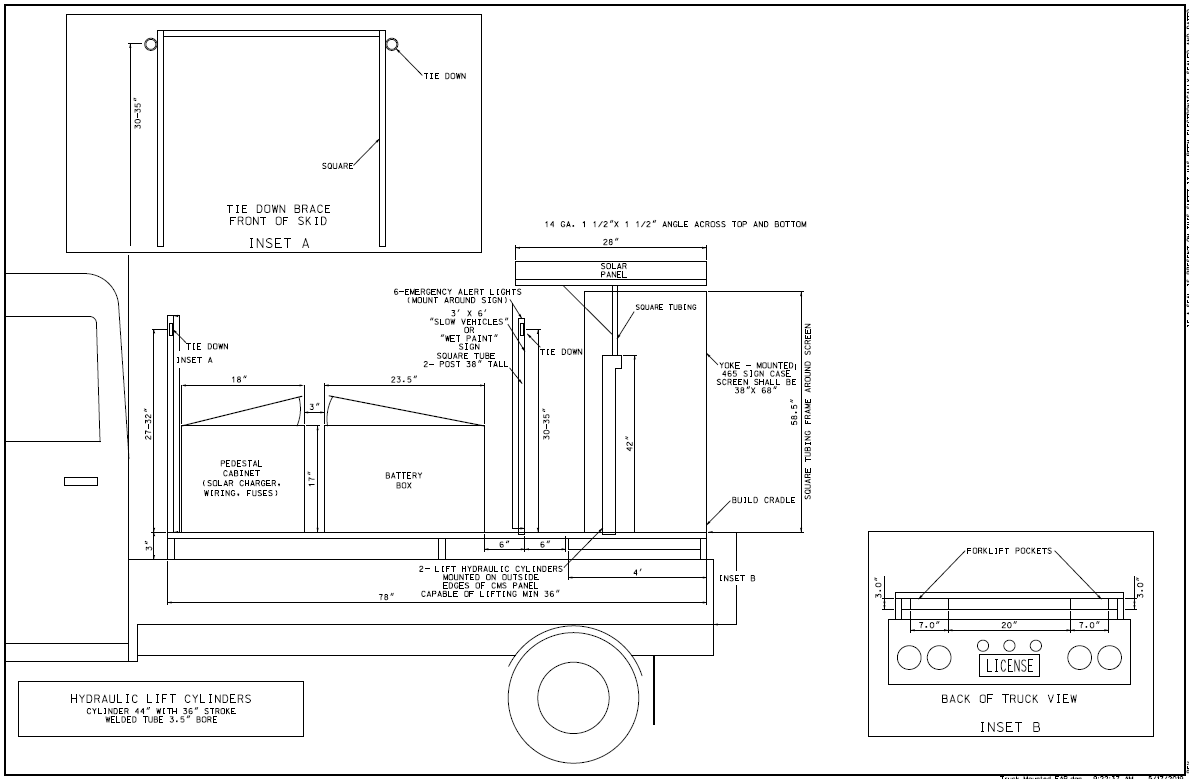 TIE DOWN
30-35"
SQUARE
TIE DOWN BRACE
FRONT OF SKID
INSET A
14 GA. 1 1/2"X 1 1/2" ANGLE ACROSS TOP AND BOTTOM
28"
SOLAR
PANEL
6-EMERGENCY ALERT LIGHTS
(MOUNT AROUND SIGN)
3' X 6'
"SLOW VEHICLES"
OR
"WET PAINT"
SIGN
SQUARE TUBE
2- POST 38" TALL
SQUARE TUBING
TIE DOWN
INSET A
TIE DOWN
YOKE - MOUNTED;
465 SIGN CASE
SCREEN SHALL BE
38"X 68"
58.5"
SQUARE TUBING FRAME AROUND SCREEN
18"
23.5"
3"
27-32"
30-35"
42"
PEDESTAL
CABINET
(SOLAR CHARGER,
WIRING, FUSES)
17"
BATTERY
BOX
BUILD CRADLE
3"
6"
6"
2- LIFT HYDRAULIC CYLINDERS
MOUNTED ON OUTSIDE
EDGES OF CMS PANEL
CAPABLE OF LIFTING MIN 36"
4'
INSET B
78"
HYDRAULIC LIFT CYLINDERS
CYLINDER 44" WITH 36" STROKE
WELDED TUBE 3.5" BORE
FORKLIFT POCKETS
3.0"
3.0"
7.0"
20"
7.0"
LICENSE
BACK OF TRUCK VIEW
INSET B